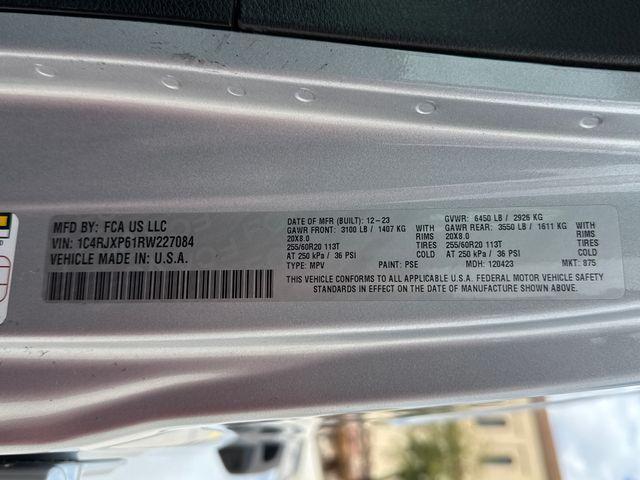 MFD BY: FCA US LLC
VIN: 1C4RJXP61RW227084
VEHICLE MADE IN: U.S.A.
DATE OF MFR (BUILT): 12-23 GVWR: 6450 LB / 2926 KG
GAWR FRONT: 3100 LB / 1407 KG WITH GAWR REAR: 3550 LB / 1611 KG WITH
20X8.0 RIMS 20X8.0 RIMS
255/60R20 113T TIRES 255/60R20 113T TIRES
AT 250 kPa / 36 PSI COLD AT 250 kPa / 36 PSI COLD
TYPE: MPV PAINT: PSE MDH: 120423 MKT: 875
THIS VEHICLE CONFORMS TO ALL APPLICABLE U.S.A. FEDERAL MOTOR VEHICLE SAFETY
STANDARDS IN EFFECT ON THE DATE OF MANUFACTURE SHOWN ABOVE.